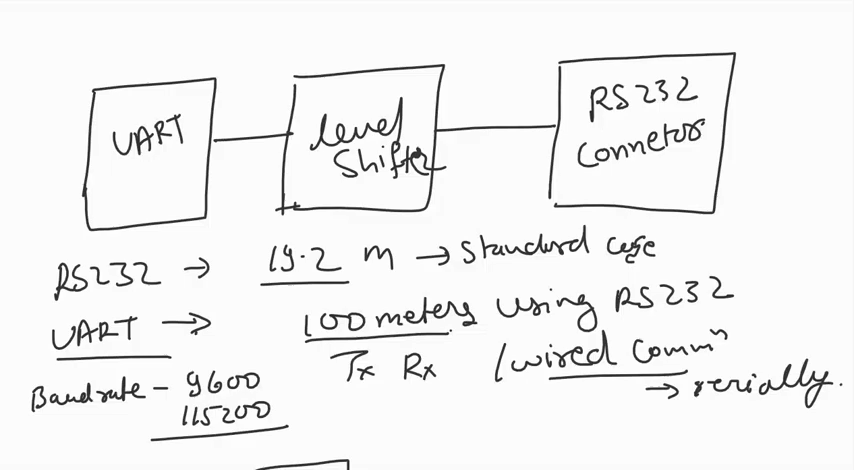 UART
level
Shifter
RS232
Connetor
RS232 → 19.2 m → Standard case
UART → 100 meters using RS232
Tx Rx (wired Commⁿ
→ serially.
Baudrate - 9600
115200